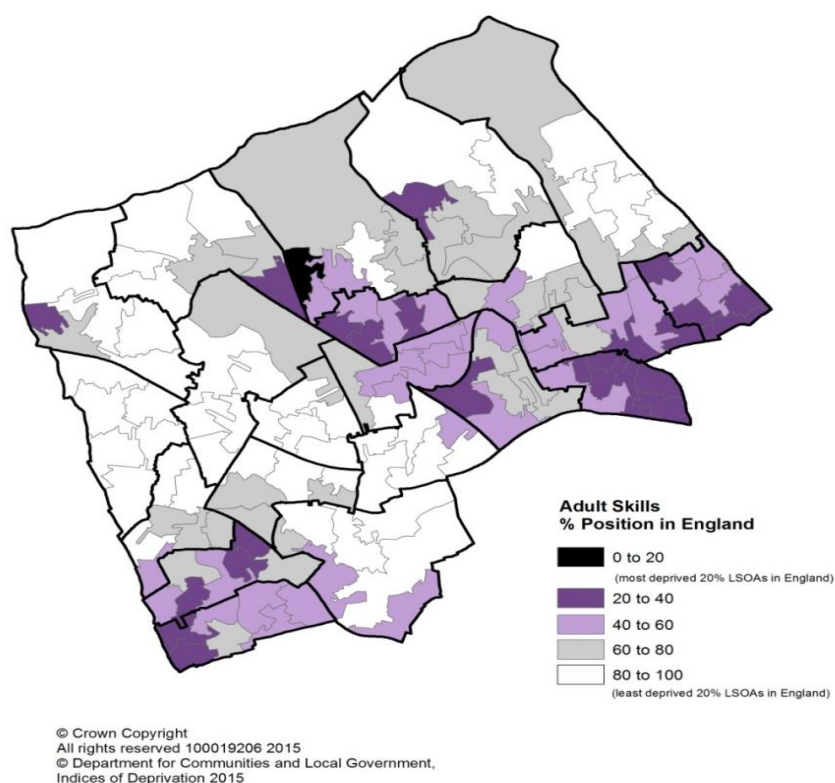 Adult Skills
% Position in England
0 to 20
(most deprived 20% LSOAs in England)
20 to 40
40 to 60
60 to 80
80 to 100
(least deprived 20% LSOAs in England)
© Crown Copyright
All rights reserved 100019206 2015
© Department for Communities and Local Government,
Indices of Deprivation 2015